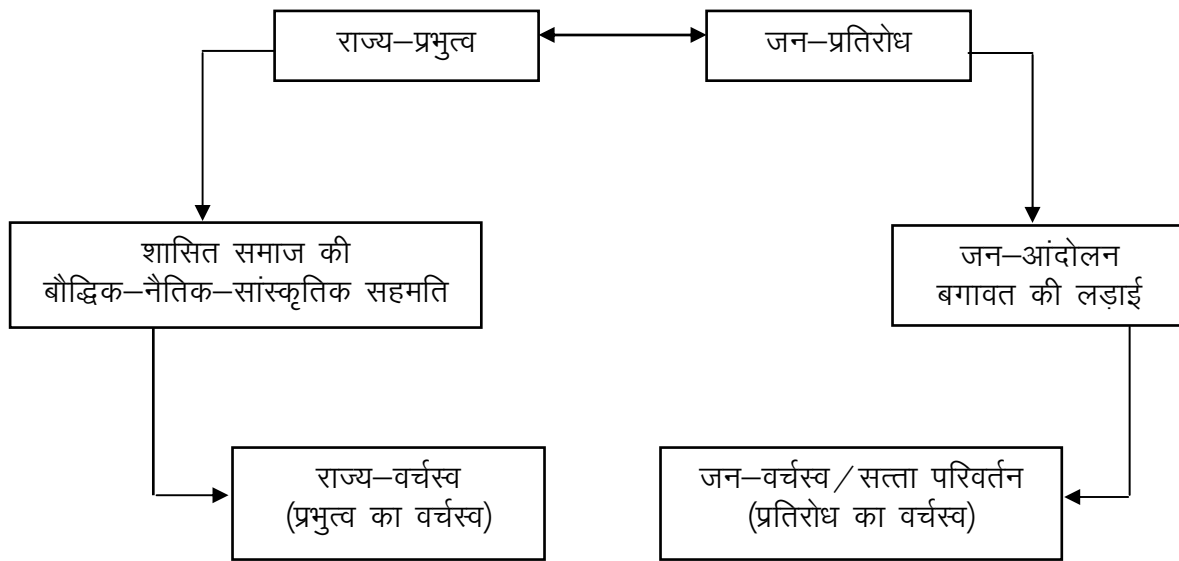 राज्य–प्रभुत्व
जन–प्रतिरोध
शासित समाज की
बौद्धिक–नैतिक–सांस्कृतिक सहमति
जन–आंदोलन
बगावत की लड़ाई
राज्य–वर्चस्व
(प्रभुत्व का वर्चस्व)
जन–वर्चस्व/सत्ता परिवर्तन
(प्रतिरोध का वर्चस्व)